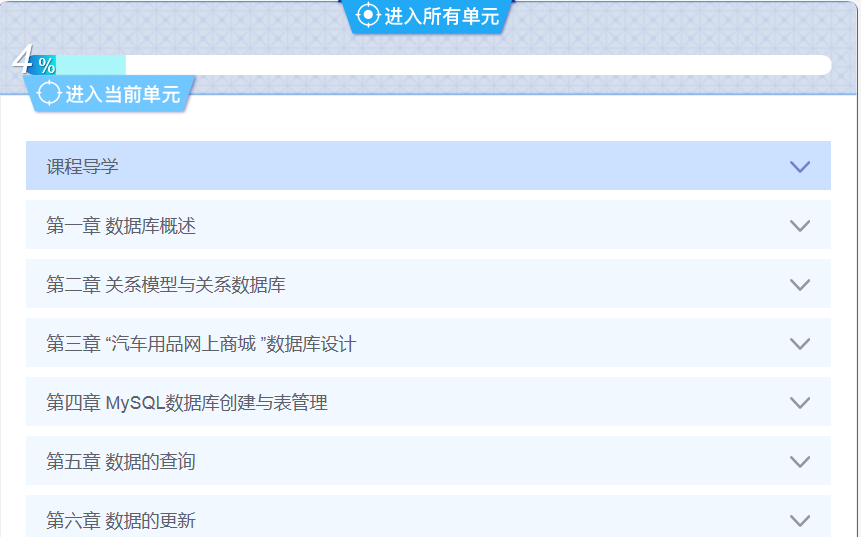 进入所有单元
4%
进入当前单元
课程导学
第一章 数据库概述
第二章 关系模型与关系数据库
第三章 “汽车用品网上商城 ”数据库设计
第四章 MySQL数据库创建与表管理
第五章 数据的查询
第六章 数据的更新